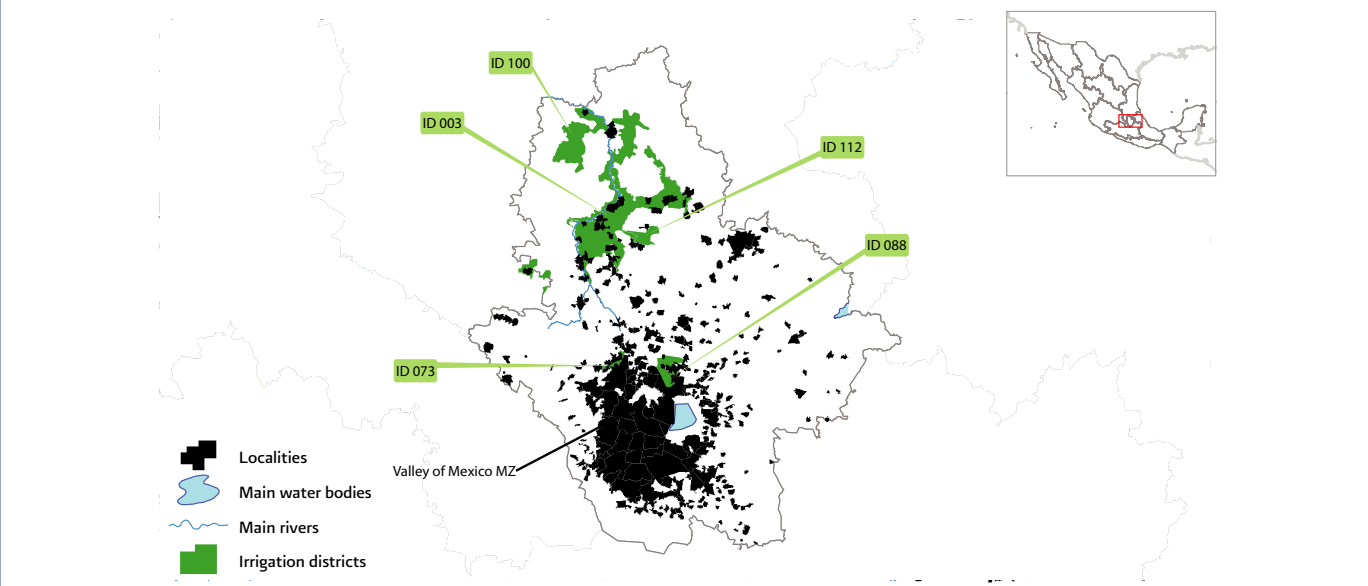 ID 100
ID 003
ID 112
ID 088
ID 073
Valley of Mexico MZ
Localities
Main water bodies
Main rivers
Irrigation districts